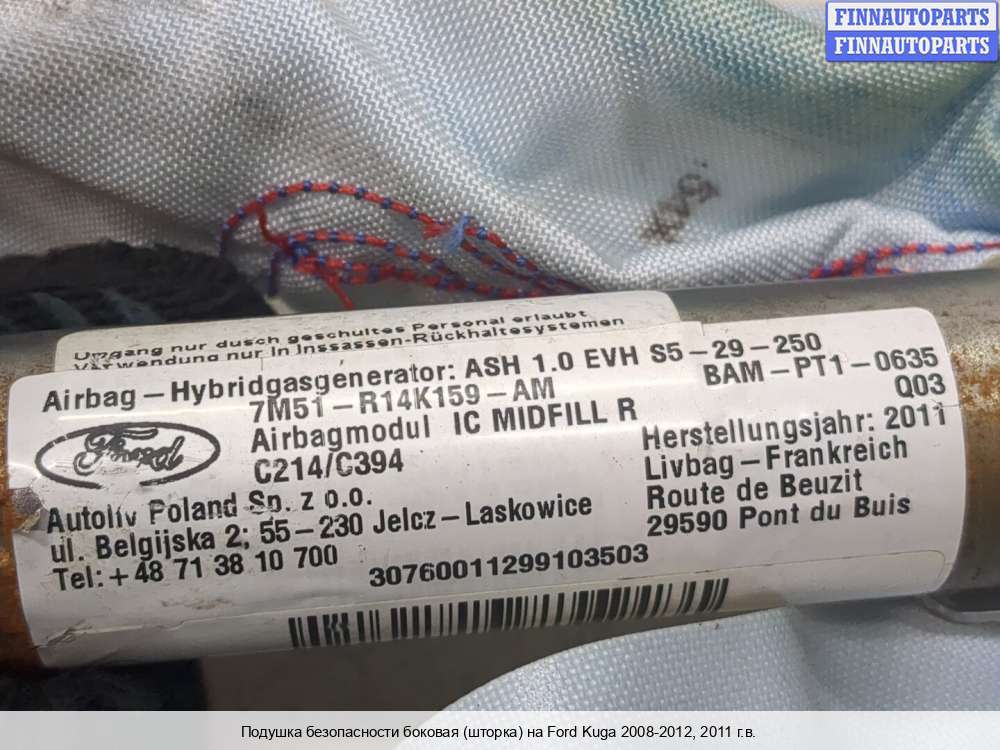 FINNAUTOPARTS
FINNAUTOPARTS
Umgang nur dusch geschultes Personal erlaubt
Verwendung nur in Inssassen-Rückhaltesystemen
Airbag-Hybridgasgenerator: ASH 1.0 EVH S5-29-250
7M51-R14K159-AM
BAM-PT1-0635
Airbagmodul IC MIDFILL R
Q03
C214/C394
Herstellungsjahr: 2011
Livbag-Frankreich
Route de Beuzit
29590 Pont du Buis
Ford
Autoliv Poland Sp. z o.o.
ul. Belgijska 2; 55-230 Jelcz-Laskowice
Tel: +48 71 38 10 700
30760011299103503
Подушка безопасности боковая (шторка) на Ford Kuga 2008-2012, 2011 г.в.